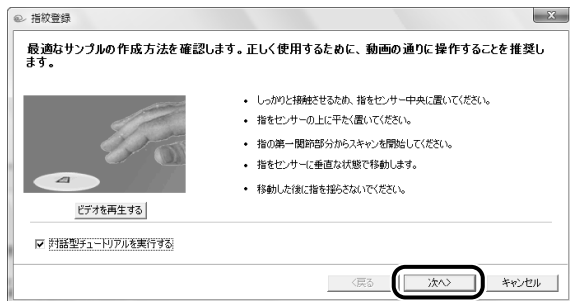 指紋登録
最適なサンプルの作成方法を確認します。正しく使用するために、動画の通りに操作することを推奨し
ます。
• しっかりと接触させるため、指をセンサー中央に置いてください。
• 指をセンサーの上に平たく置いてください。
• 指の第一関節部分からスキャンを開始してください。
• 指をセンサーに垂直な状態で移動します。
• 移動した後に指を揺らさないでください。
ビデオを再生する
対話型チュートリアルを実行する
<戻る
次へ>
キャンセル